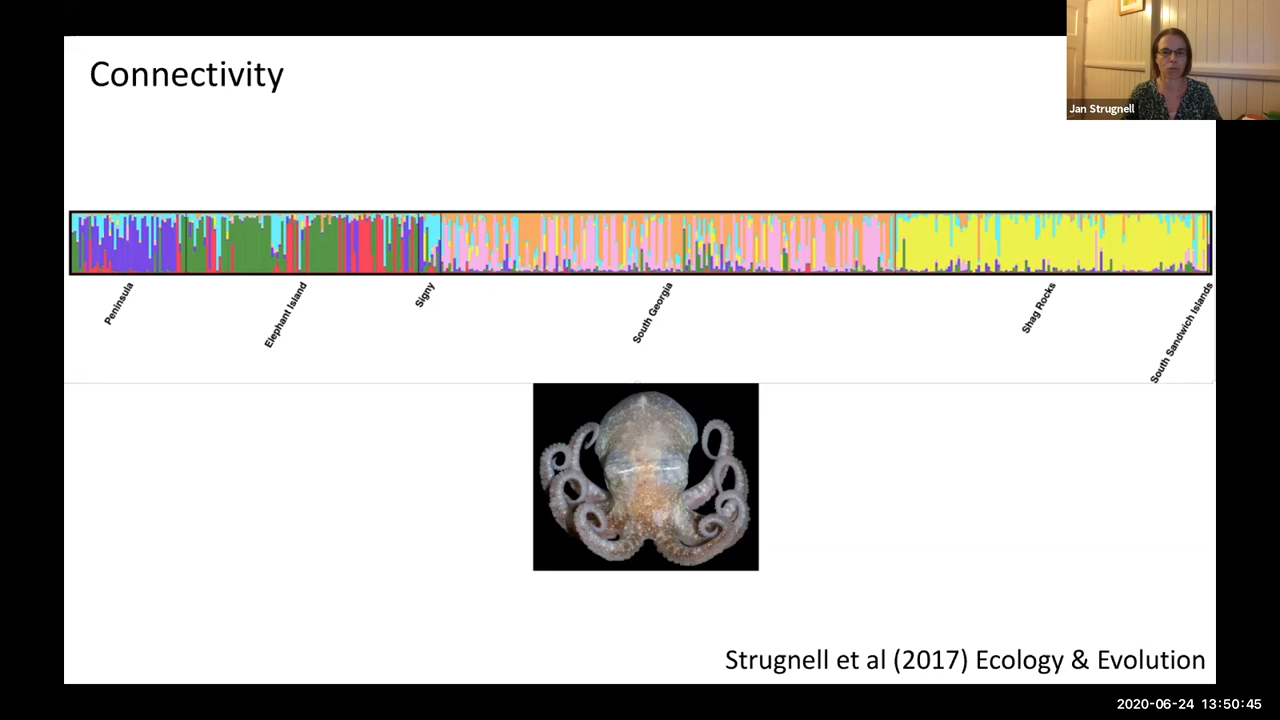 Connectivity
Jan Strugnell
Peninsula
Elephant Island
Signy
South Georgia
Shag Rocks
South Sandwich Islands
Strugnell et al (2017) Ecology & Evolution
2020-06-24 13:50:45